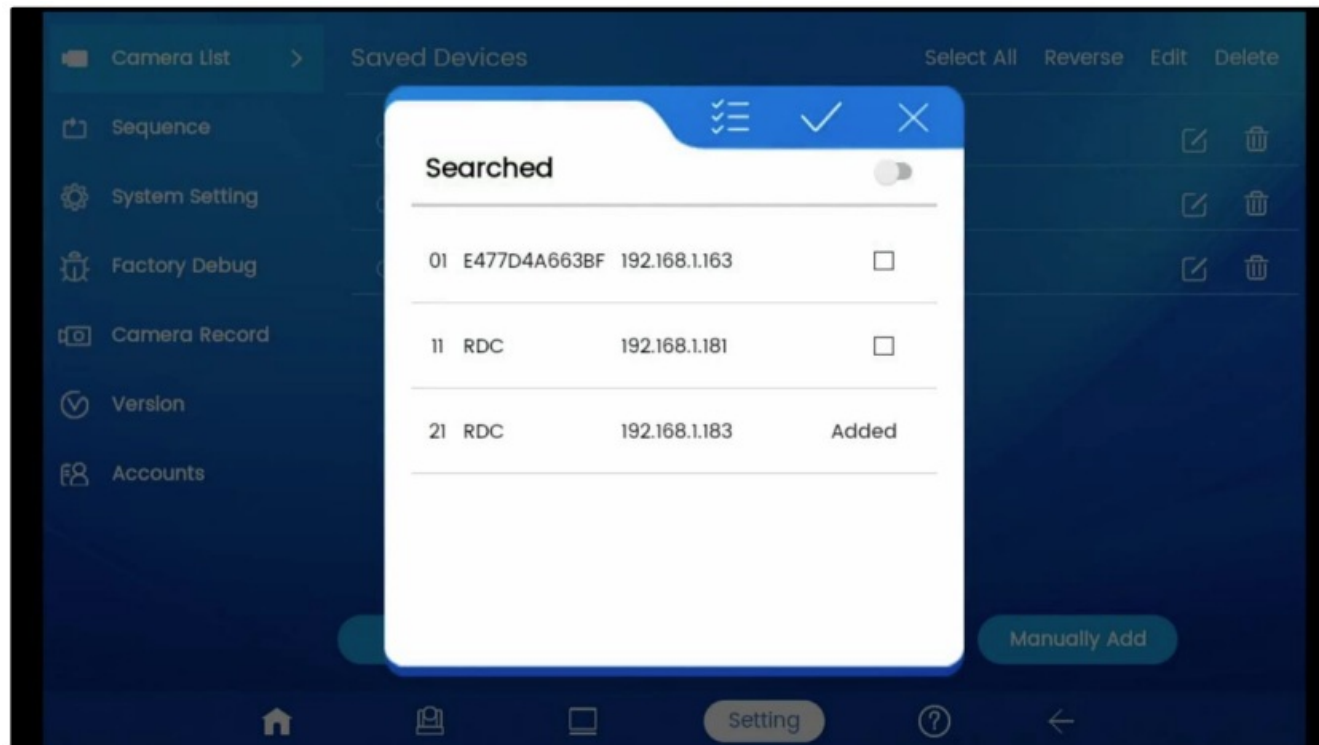 Camera List > Saved Devices Select All Reverse Edit Delete
Sequence
Searched
System Setting
01 E477D4A663BF 192.168.1.163
Factory Debug
Camera Record
11 RDC 192.168.1.181
Version
21 RDC 192.168.1.183 Added
Accounts
Manually Add
Setting